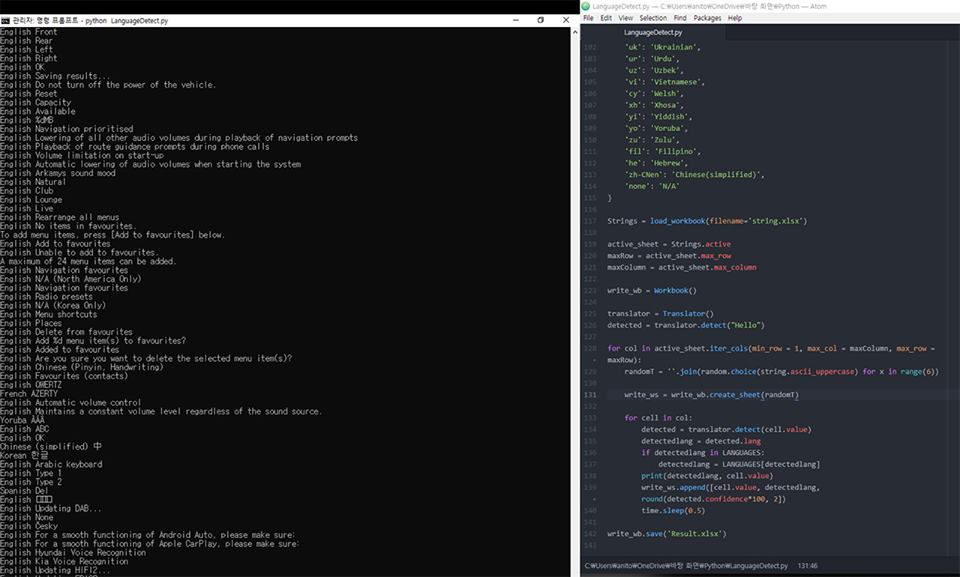 관리자: 명령 프롬프트 - python LanguageDetect.py
English Front
English Rear
English Left
English Right
English OK
English Saving results...
English Do not turn off the power of the vehicle.
English Reset
English Capacity
English Available
English %dMB
English Navigation prioritised
English Lowering of all other audio volumes during playback of navigation prompts
English Playback of route guidance prompts during phone calls
English Volume limitation on start-up
English Automatic lowering of audio volumes when starting the system
English Arkamys sound mood
English Natural
English Club
English Lounge
English Live
English Rearrange all menus
English No items in favourites.
To add menu items, press [Add to favourites] below.
English Add to favourites
English Unable to add to favourites.
A maximum of 24 menu items can be added.
English Navigation favourites
English N/A (North America Only)
English Navigation favourites
English Radio presets
English N/A (Korea Only)
English Menu shortcuts
English Places
English Delete from favourites
English Add %d menu item(s) to favourites?
English Added to favourites
English Are you sure you want to delete the selected menu item(s)?
English Chinese (Pinyin, Handwriting)
English Favourites (contacts)
English QWERTZ
French AZERTY
English Automatic volume control
English Maintains a constant volume level regardless of the sound source.
Yoruba ÀÄÂ
English ABC
English OK
Chinese (simplified) 中
Korean 한글
English Arabic keyboard
English Type 1
English Type 2
Spanish Del
English □□□
English Updating DAB...
English None
English Česky
English For a smooth functioning of Android Auto, please make sure:
English For a smooth functioning of Apple CarPlay, please make sure:
English Hyundai Voice Recognition
English Kia Voice Recognition
English Updating HIFI2...
LanguageDetect.py — C:₩Users₩anito₩OneDrive₩바탕 화면₩Python — Atom
File Edit View Selection Find Packages Help
LanguageDetect.py
102 'uk': 'Ukrainian',
103 'ur': 'Urdu',
104 'uz': 'Uzbek',
105 'vi': 'Vietnamese',
106 'cy': 'Welsh',
107 'xh': 'Xhosa',
108 'yi': 'Yiddish',
109 'yo': 'Yoruba',
110 'zu': 'Zulu',
111 'fil': 'Filipino',
112 'he': 'Hebrew',
113 'zh-CNen': 'Chinese(simplified)',
114 'none': 'N/A'
115 }
116
117 Strings = load_workbook(filename='string.xlsx')
118
119 active_sheet = Strings.active
120 maxRow = active_sheet.max_row
121 maxColumn = active_sheet.max_column
122
123 write_wb = Workbook()
124
125 translator = Translator()
126 detected = translator.detect("Hello")
127
128 for col in active_sheet.iter_cols(min_row = 1, max_col = maxColumn, max_row =
• maxRow):
129 randomT = ''.join(random.choice(string.ascii_uppercase) for x in range(6))
130
131 write_ws = write_wb.create_sheet(randomT)
132
133 for cell in col:
134 detected = translator.detect(cell.value)
135 detectedlang = detected.lang
136 if detectedlang in LANGUAGES:
137 detectedlang = LANGUAGES[detectedlang]
138 print(detectedlang, cell.value)
139 write_ws.append([cell.value, detectedlang,
• round(detected.confidence*100, 2])
140 time.sleep(0.5)
141
142 write_wb.save('Result.xlsx')
143
C:₩Users₩anito₩OneDrive₩바탕 화면₩Python₩LanguageDetect.py 131:46